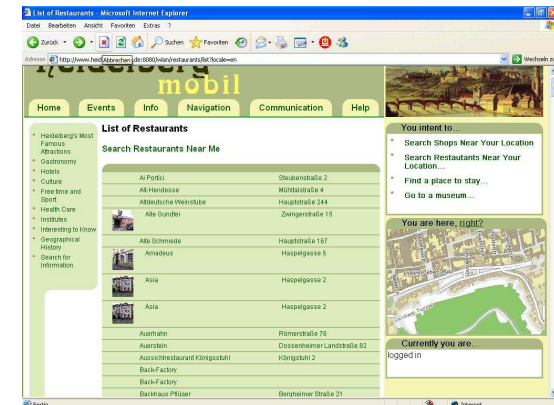 List of Restaurants - Microsoft Internet Explorer
Datei Bearbeiten Ansicht Favoriten Extras ?
Zurück Suchen Favoriten
Adresse http://www.heid Abbrechen .de:8080/wlan/restaurants/list?locale=en Wechseln zu
Heidelberg
mobil
Home Events Info Navigation Communication Help
Heidelberg's Most
Famous
Attractions
Gastronomy
Hotels
Culture
Free time and
Sport
Health Care
Institutes
Interesting to Know
Geographical
History
Search for
Information
List of Restaurants
Search Restaurants Near Me
Ai Portici Steubenstraße 2
Alt-Hendesse Mühltalstraße 4
Altdeutsche Weinstube Hauptstraße 244
Alte Gundtei Zwingerstraße 15
Alte Schmiede Hauptstraße 187
Amadeus Haspelgasse 5
Asia Haspelgasse 2
Asia Haspelgasse 2
Auerhahn Römerstraße 76
Auerstein Dossenheimer Landstraße 82
Aussichtrestaurant Königsstuhl Königstuhl 2
Back-Factory
Back-Factory
Backhaus Pflüger Bergheimer Straße 21
You intent to...
Search Shops Near Your Location
Search Restautants Near Your
Location...
Find a place to stay...
Go to a museum...
You are here, right?
Currently you are...
logged in
Fertig Internet